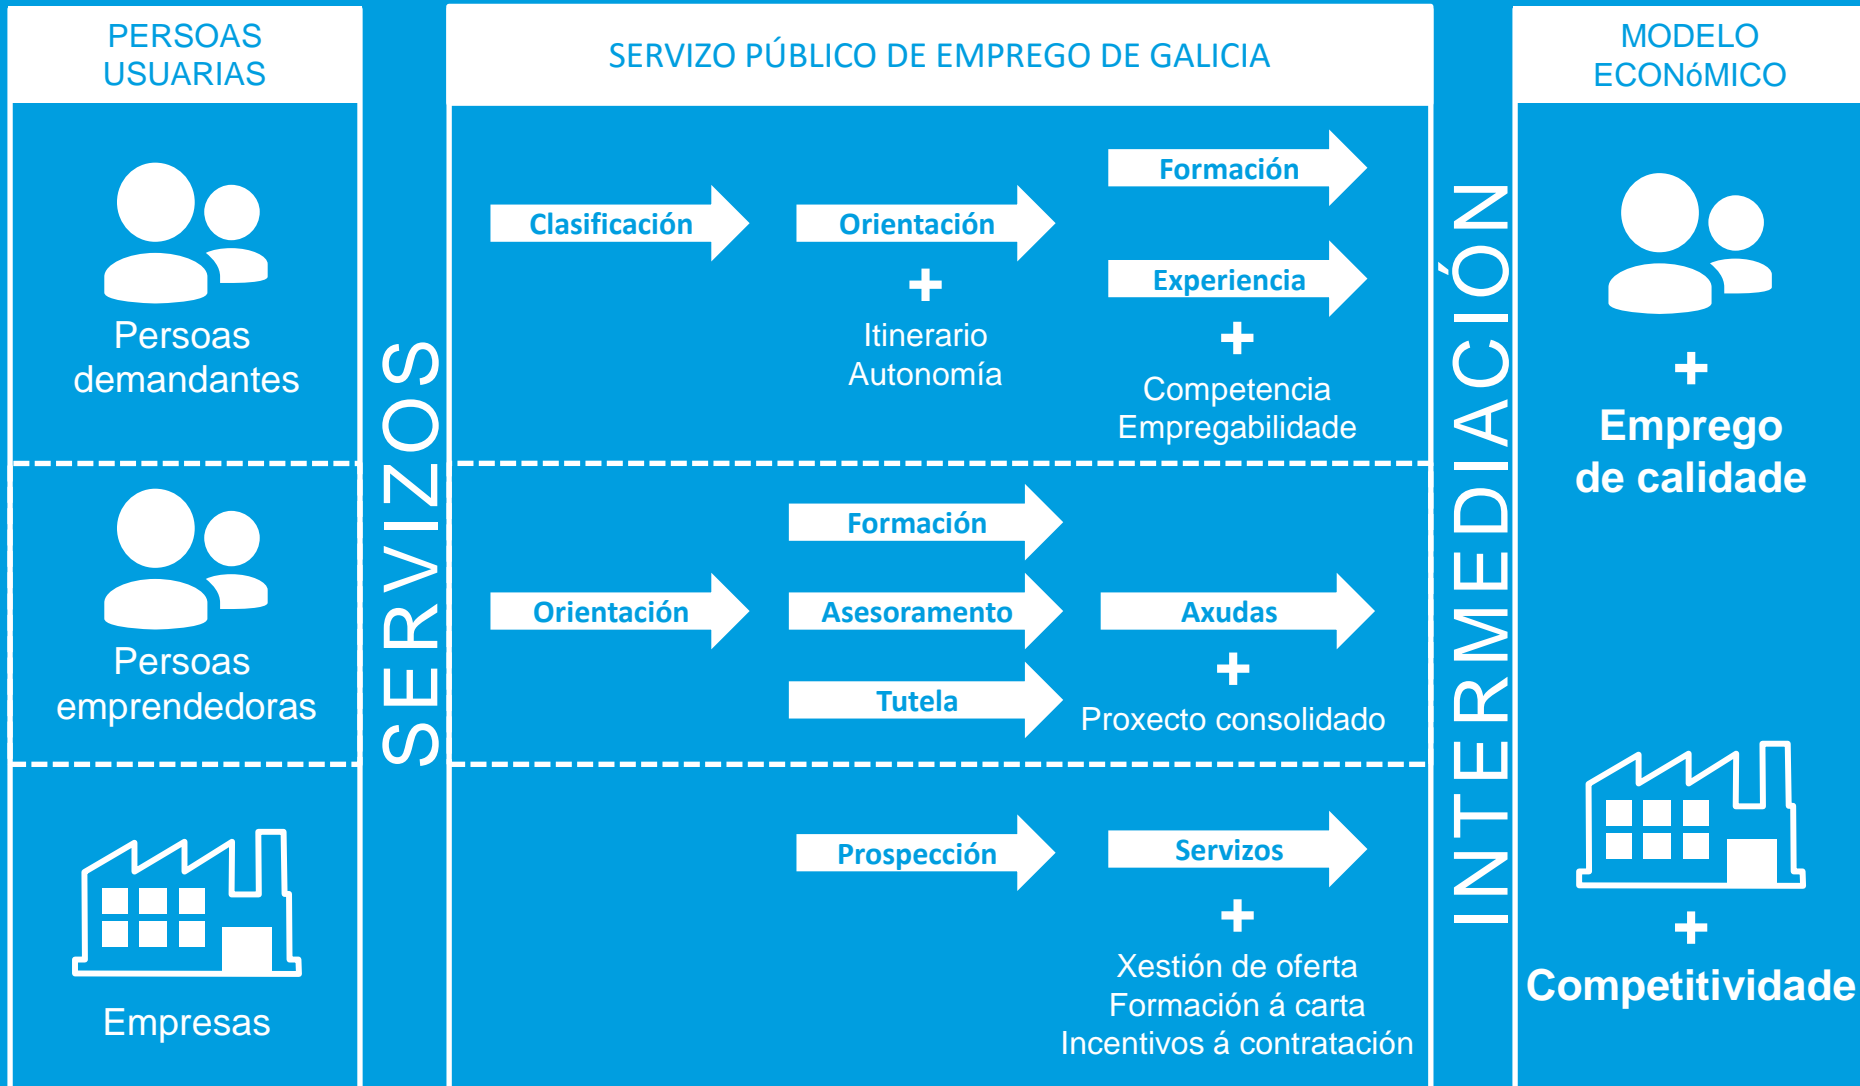 PERSOAS
USUARIAS
SERVIZO PÚBLICO DE EMPREGO DE GALICIA
MODELO
ECONóMICO
Persoas
demandantes
SERVIZOS
Clasificación
Orientación
+
Itinerario
Autonomía
Formación
Experiencia
+
Competencia
Empregabilidade
INTERMEDIACIÓN
+
Emprego
de calidade
Persoas
emprendedoras
Orientación
Formación
Asesoramento
Tutela
Axudas
+
Proxecto consolidado
Empresas
Prospección
Servizos
+
Xestión de oferta
Formación á carta
Incentivos á contratación
+
Competitividade